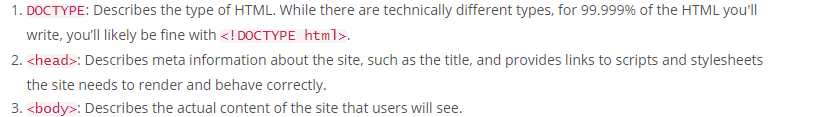 1. DOCTYPE: Describes the type of HTML. While there are technically different types, for 99.999% of the HTML you'll
write, you’ll likely be fine with <!DOCTYPE html>.
2. <head>: Describes meta information about the site, such as the title, and provides links to scripts and stylesheets
the site needs to render and behave correctly.
3. <body>: Describes the actual content of the site that users will see.